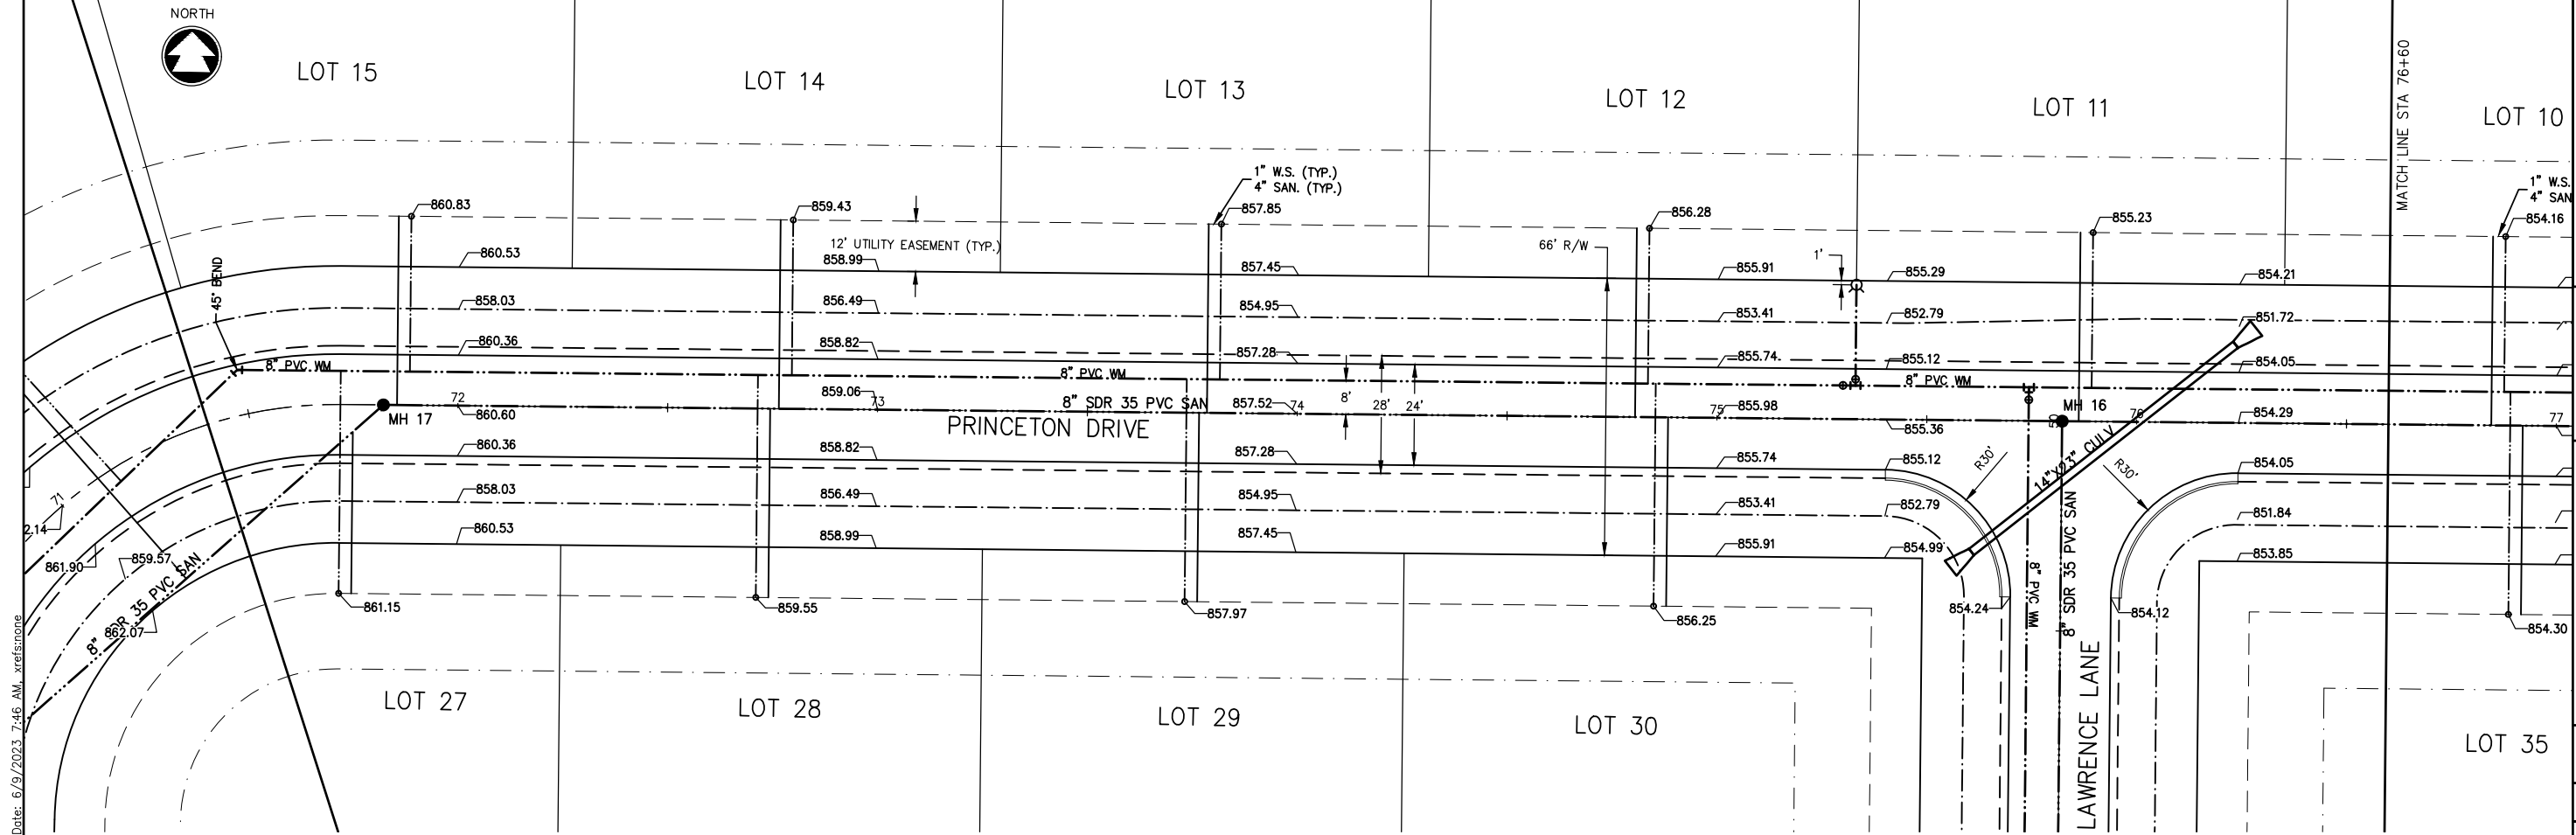 NORTH
LOT 15
LOT 14
LOT 13
LOT 12
LOT 11
LOT 10
MATCH LINE STA 76+60
1" W.S. (TYP.)
4" SAN. (TYP.)
1" W.S.
4" SAN
860.83
859.43
857.85
856.28
855.23
854.16
12' UTILITY EASEMENT (TYP.)
66' R/W
1'
45° BEND
860.53
858.99
857.45
855.91
855.29
854.21
858.03
856.49
854.95
853.41
852.79
851.72
860.36
858.82
857.28
855.74
855.12
854.05
8" PVC WM
8" PVC WM
8" PVC WM
72
859.06
73
8" SDR 35 PVC SAN
857.52
74
8'
28'
24'
75
855.98
MH 16
50
76
854.29
77
MH 17
860.60
PRINCETON DRIVE
855.36
860.36
858.82
857.28
855.74
855.12
R30'
14"X23" CULV
R30'
854.05
71
2.14
858.03
856.49
854.95
853.41
852.79
851.84
860.53
858.99
857.45
855.91
854.99
853.85
861.90
859.57
862.07
8" SDR 35 PVC SAN
861.15
859.55
857.97
856.25
854.24
8" PVC WM
8" SDR 35 PVC SAN
854.12
854.30
LAWRENCE LANE
LOT 27
LOT 28
LOT 29
LOT 30
LOT 35
Date: 6/9/2023 7:46 AM, xrefs:none